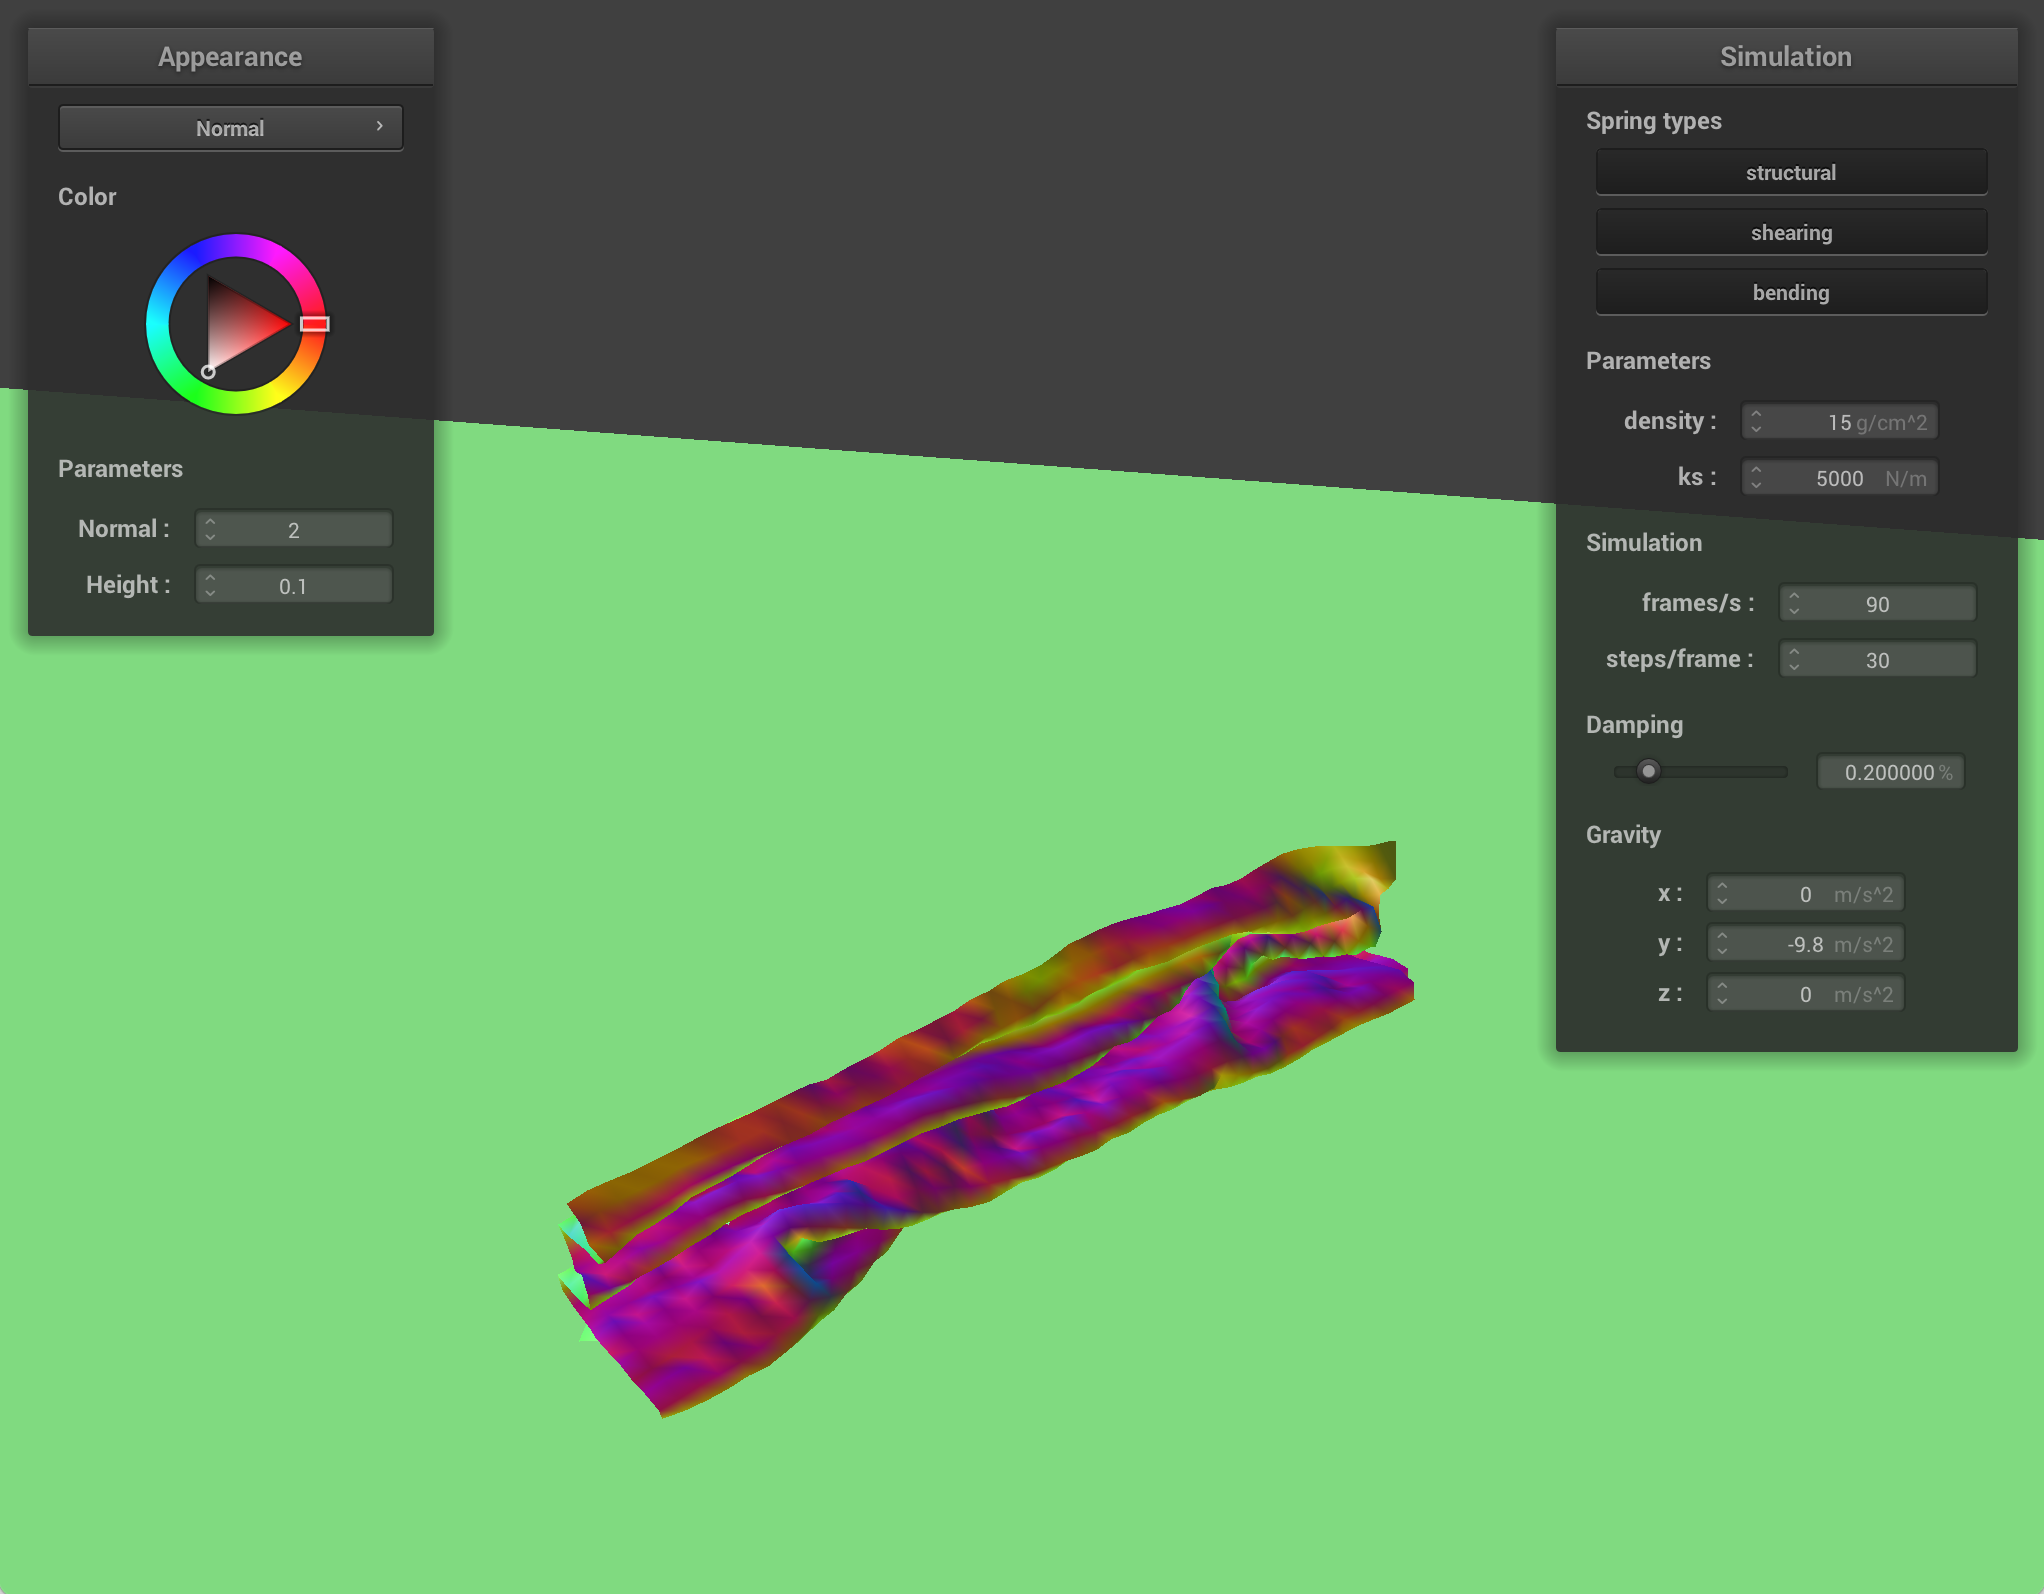 Appearance
Normal
Color
Parameters
Normal : 2
Height : 0.1
Simulation
Spring types
structural
shearing
bending
Parameters
density : 15 g/cm^2
ks : 5000 N/m
Simulation
frames/s : 90
steps/frame : 30
Damping
0.200000 %
Gravity
x : 0 m/s^2
y : -9.8 m/s^2
z : 0 m/s^2